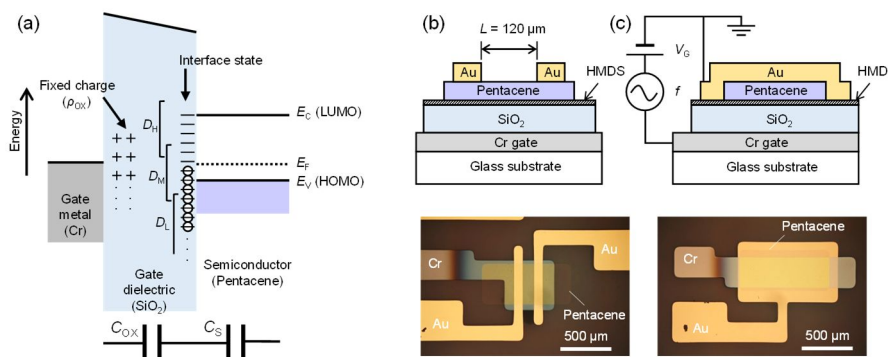 (a)
Interface state
Fixed charge
(ρOX)
Energy
DH
DM
DL
EC (LUMO)
EF
EV (HOMO)
Gate
metal
(Cr)
Gate
dielectric
(SiO2)
Semiconductor
(Pentacene)
COX
CS
(b)
L = 120 μm
Au
Au
HMDS
Pentacene
SiO2
Cr gate
Glass substrate
Cr
Au
Au
Pentacene
500 μm
(c)
VG
f
HMD
Au
Pentacene
SiO2
Cr gate
Glass substrate
Pentacene
Cr
Au
500 μm